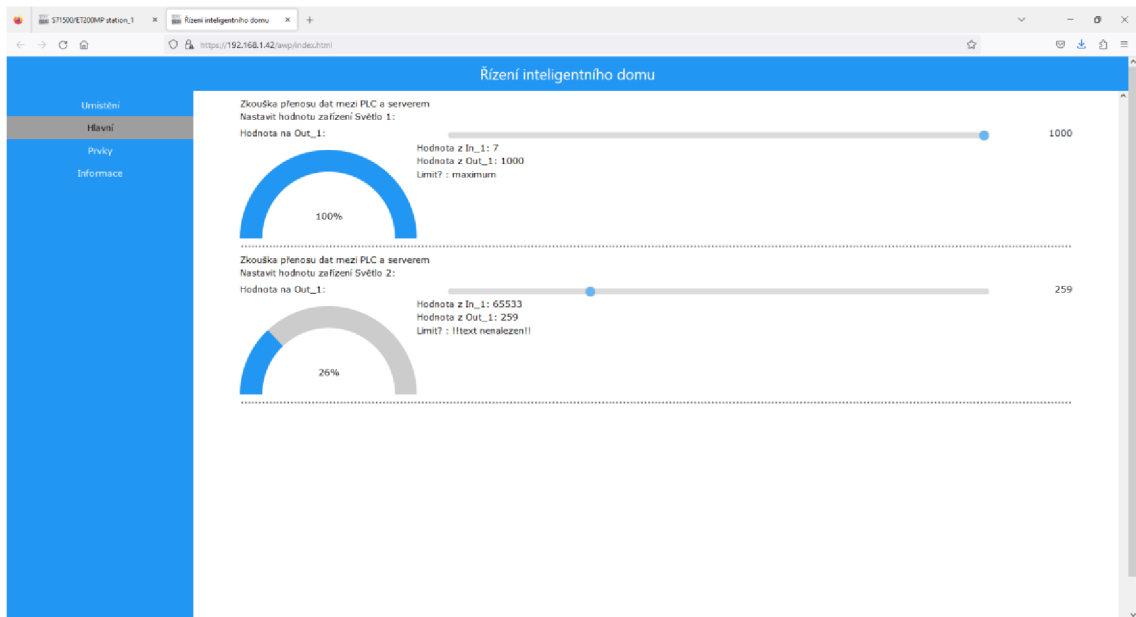 S71500/ET200MP station_1
Řízení inteligentního domu
https://192.168.1.42/awp/index.html
Řízení inteligentního domu
Umístění
Hlavní
Prvky
Informace
Zkouška přenosu dat mezi PLC a serverem
Nastavit hodnotu zařízení Světlo 1:
Hodnota na Out_1: 1000
Hodnota z In_1: 7
Hodnota z Out_1: 1000
Limit? : maximum
100%
Zkouška přenosu dat mezi PLC a serverem
Nastavit hodnotu zařízení Světlo 2:
Hodnota na Out_1: 259
Hodnota z In_1: 65533
Hodnota z Out_1: 259
Limit? : !!text nenalezen!!
26%